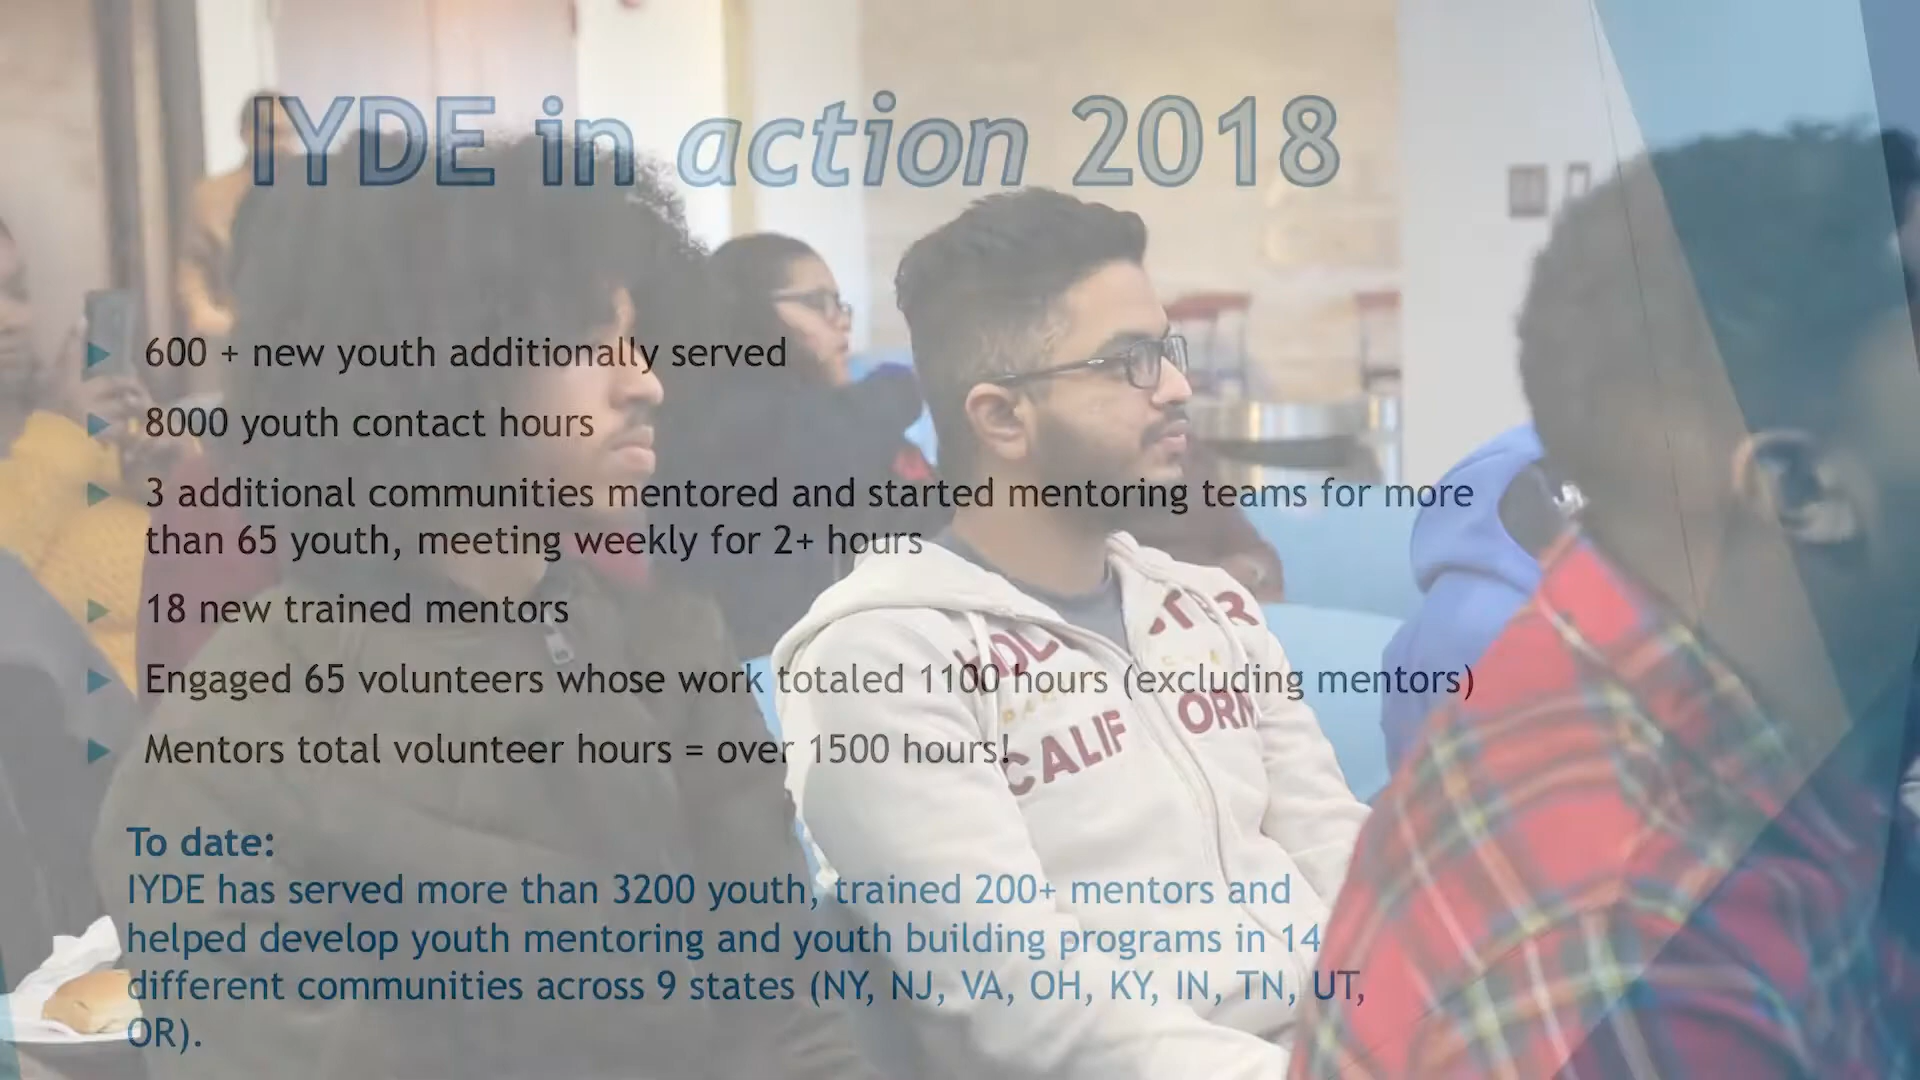 IYDE in action 2018
600 + new youth additionally served
8000 youth contact hours
3 additional communities mentored and started mentoring teams for more
than 65 youth, meeting weekly for 2+ hours
18 new trained mentors
Engaged 65 volunteers whose work totaled 1100 hours (excluding mentors)
Mentors total volunteer hours = over 1500 hours!
CALIF ORN
To date:
IYDE has served more than 3200 youth, trained 200+ mentors and
helped develop youth mentoring and youth building programs in 14
different communities across 9 states (NY, NJ, VA, OH, KY, IN, TN, UT,
OR).